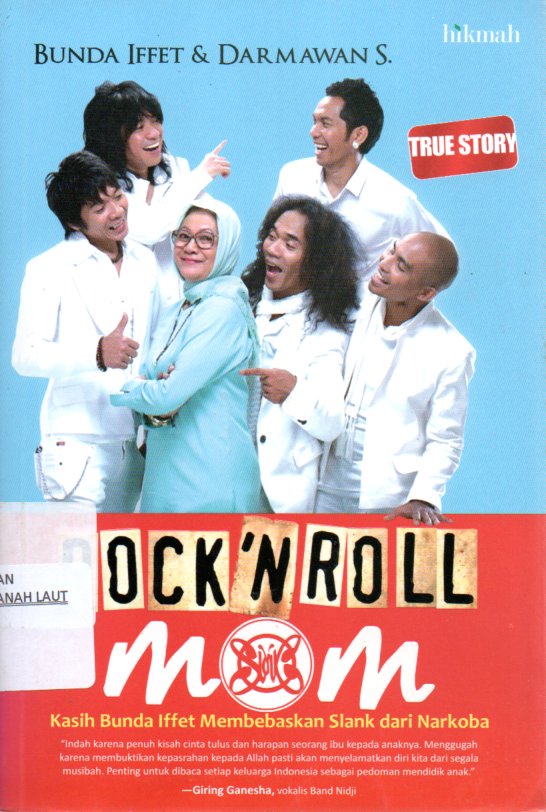 hikmah
BUNDA IFFET & DARMAWAN S.
TRUE STORY
ROCK'N ROLL
AN
ANAH LAUT
mom
Slank
Kasih Bunda Iffet Membebaskan Slank dari Narkoba
"Indah karena penuh kisah cinta tulus dan harapan seorang ibu kepada anaknya. Menggugah
karena membuktikan kepasrahan kepada Allah pasti akan menyelamatkan diri kita dari segala
musibah. Penting untuk dibaca setiap keluarga Indonesia sebagai pedoman mendidik anak."
—Giring Ganesha, vokalis Band Nidji